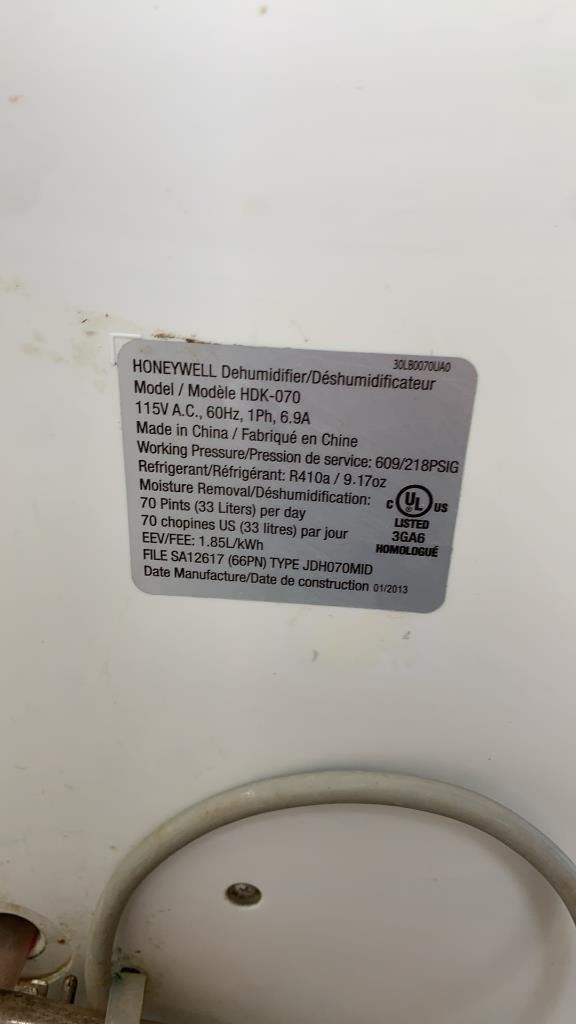 30LB0070UA0
HONEYWELL Dehumidifier/Déshumidificateur
Model / Modèle HDK-070
115V A.C., 60Hz, 1Ph, 6.9A
Made in China / Fabriqué en Chine
Working Pressure/Pression de service: 609/218PSIG
Refrigerant/Réfrigérant: R410a / 9.17oz
Moisture Removal/Déshumidification:
70 Pints (33 Liters) per day
70 chopines US (33 litres) par jour
EEV/FEE: 1.85L/kWh
FILE SA12617 (66PN) TYPE JDH070MID
Date Manufacture/Date de construction 01/2013
C UL ® US
LISTED
3GA6
HOMOLOGUÉ